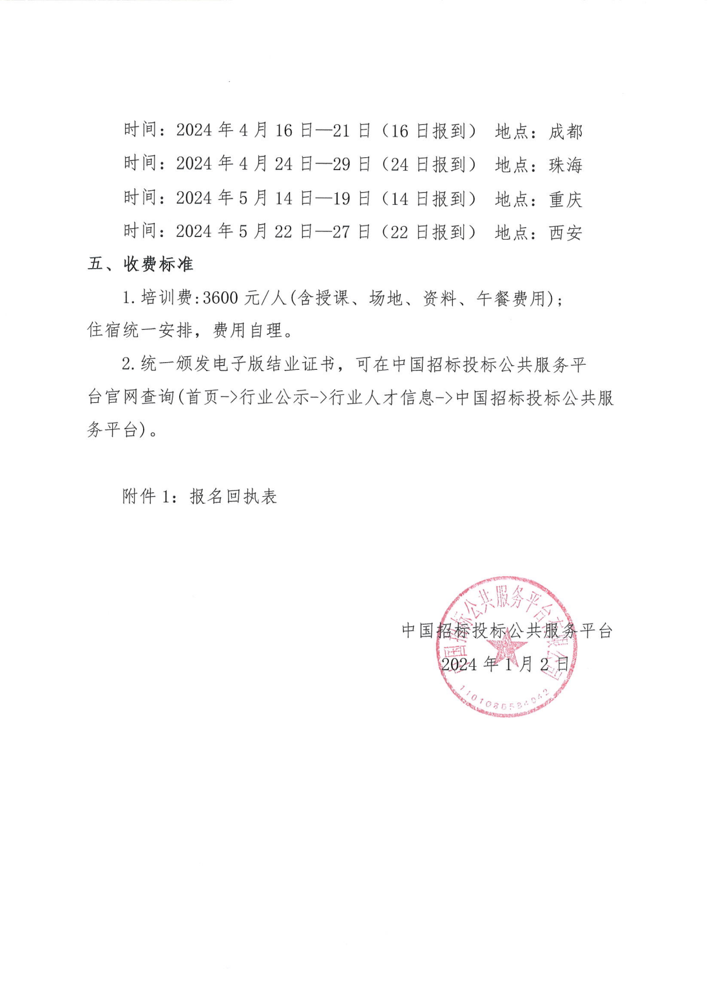 时间：2024 年 4 月 16 日—21 日（16 日报到） 地点：成都
时间：2024 年 4 月 24 日—29 日（24 日报到） 地点：珠海
时间：2024 年 5 月 14 日—19 日（14 日报到） 地点：重庆
时间：2024 年 5 月 22 日—27 日（22 日报到） 地点：西安
五、收费标准
1.培训费:3600 元/人(含授课、场地、资料、午餐费用);
住宿统一安排，费用自理。
2.统一颁发电子版结业证书，可在中国招标投标公共服务平
台官网查询(首页->行业公示->行业人才信息->中国招标投标公共服
务平台)。
附件 1：报名回执表
中国招标投标公共服务平台
2024 年 1 月 2 日